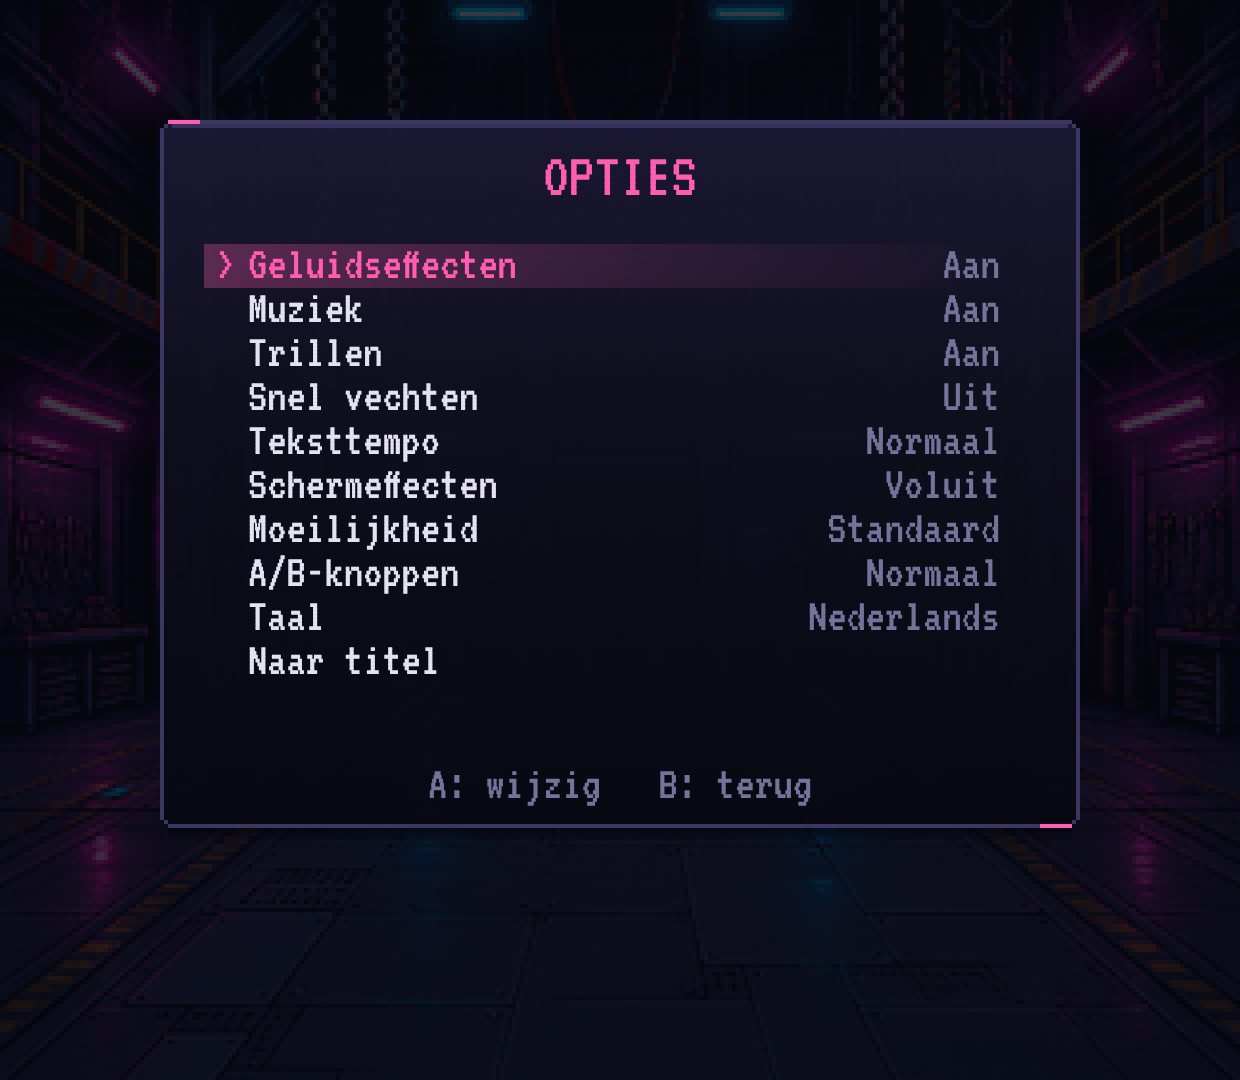 OPTIES
> Geluidseffecten Aan
Muziek Aan
Trillen Aan
Snel vechten Uit
Teksttempo Normaal
Schermeffecten Voluit
Moeilijkheid Standaard
A/B-knoppen Normaal
Taal Nederlands
Naar titel
A: wijzig B: terug